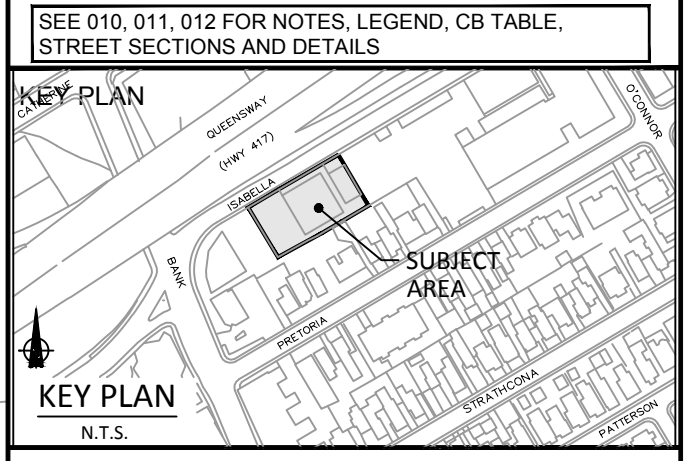 SEE 010, 011, 012 FOR NOTES, LEGEND, CB TABLE,
STREET SECTIONS AND DETAILS
KEY PLAN
CATHERINE
QUEENSWAY
(HWY 417)
O'CONNOR
ISABELLA
BANK
SUBJECT
AREA
PRETORIA
KEY PLAN
N.T.S.
STRATHCONA
PATTERSON